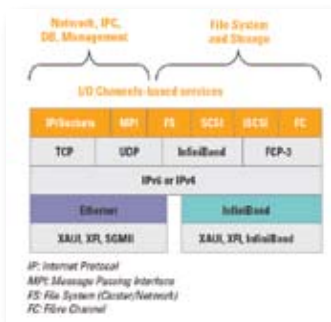 Network, IPC,
DB, Management
File System
and Storage
I/O Channels-based services
IP/Sockets MPI FS SCSI iSCSI FC
TCP UDP InfiniBand FCP-3
IPv6 or IPv4
Ethernet InfiniBand
XAUI, XFI, SGMII XAUI, XFI, InfiniBand
IP: Internet Protocol
MPI: Message Passing Interface
FS: File System (Cluster/Network)
FC: Fibre Channel